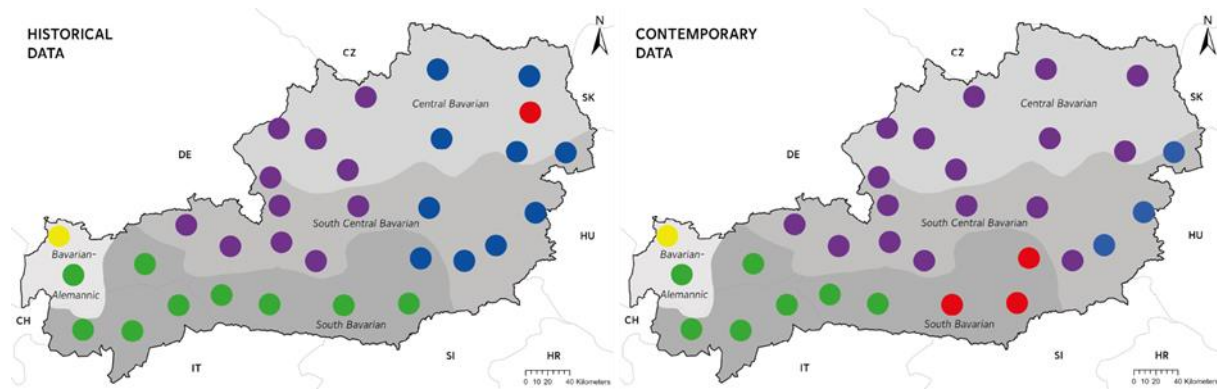 HISTORICAL
DATA
N
CZ
SK
Central Bavarian
DE
South Central Bavarian
HU
Bavarian-
Alemannic
CH
South Bavarian
IT
SI
HR
0 10 20 40 Kilometers
CONTEMPORARY
DATA
N
CZ
SK
Central Bavarian
DE
South Central Bavarian
HU
Bavarian-
Alemannic
CH
South Bavarian
IT
SI
HR
0 10 20 40 Kilometers